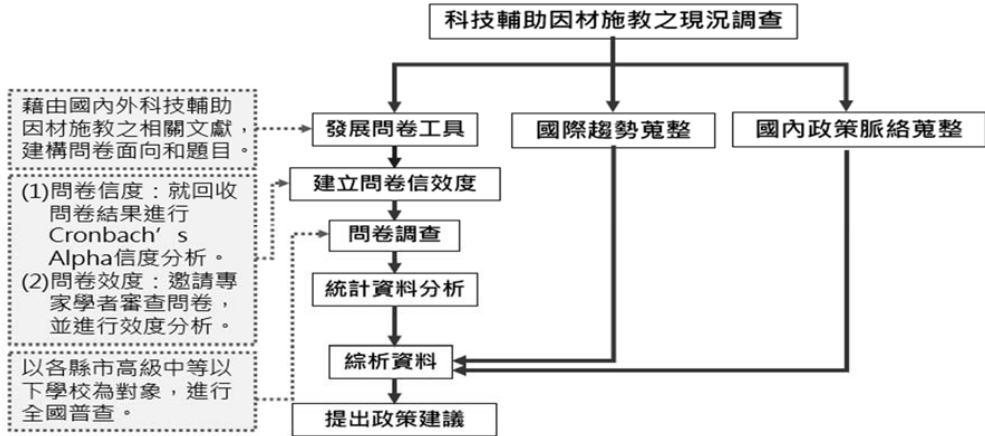 科技輔助因材施教之現況調查
藉由國內外科技輔助
因材施教之相關文獻，
建構問卷面向和題目。
發展問卷工具
國際趨勢蒐整
國內政策脈絡蒐整
(1)問卷信度：就回收
問卷結果進行
Cronbach’s
Alpha信度分析。
(2)問卷效度：邀請專
家學者審查問卷，
並進行效度分析。
建立問卷信效度
問卷調查
統計資料分析
以各縣市高級中等以
下學校為對象，進行
全國普查。
綜析資料
提出政策建議